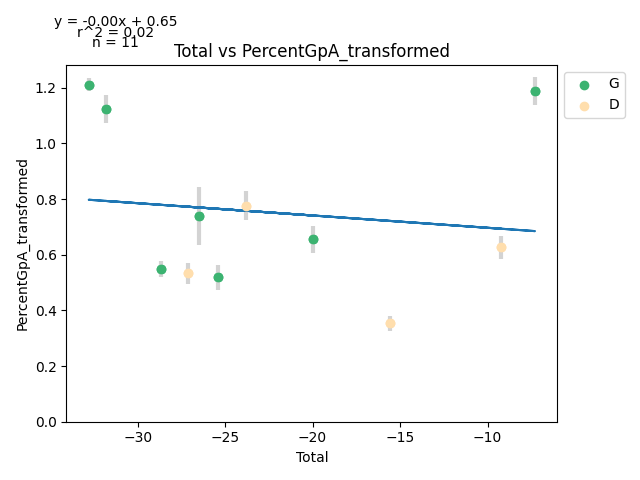 y = -0.00x + 0.65
r^2 = 0.02
n = 11
Total vs PercentGpA_transformed
G
D
PercentGpA_transformed
1.2
1.0
0.8
0.6
0.4
0.2
0.0
−30
−25
−20
−15
−10
Total